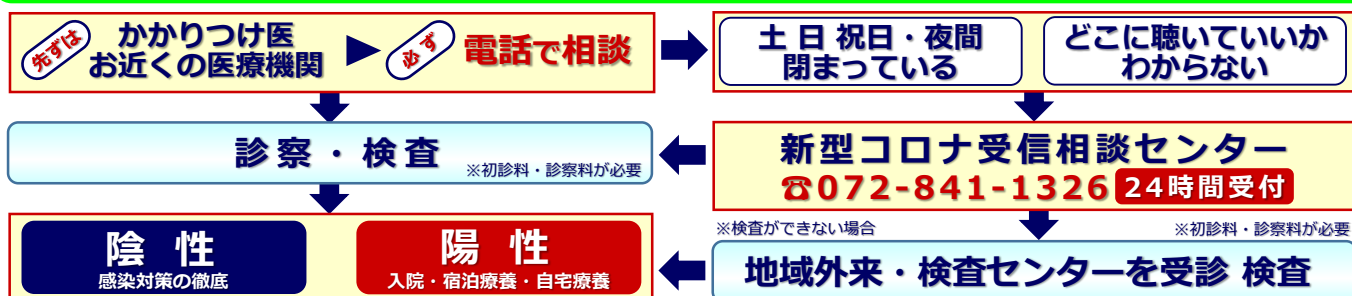 先ずは
かかりつけ医
お近くの医療機関
必ず
電話で相談
土日祝日・夜間
閉まっている
どこに聴いていいか
わからない
診察・検査
※初診料・診察料が必要
新型コロナ受信相談センター
☎072-841-1326 24時間受付
※検査ができない場合
※初診料・診察料が必要
陰性
感染対策の徹底
陽性
入院・宿泊療養・自宅療養
地域外来・検査センターを受診 検査